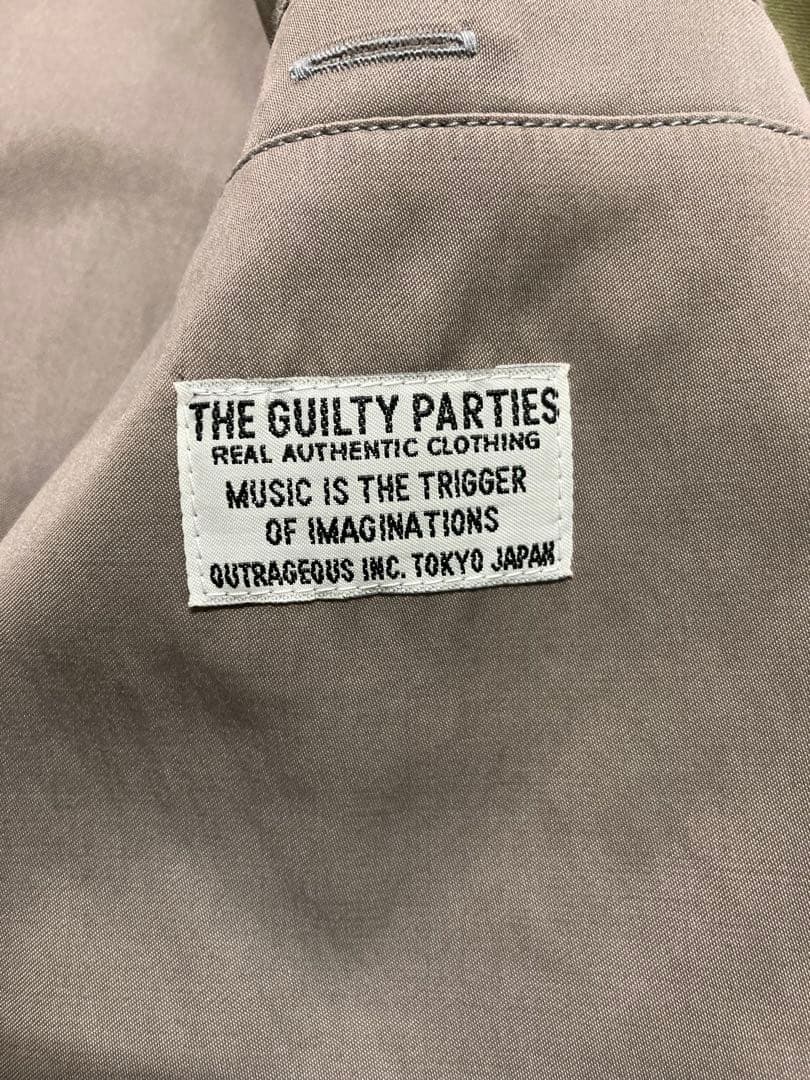 THE GUILTY PARTIES
REAL AUTHENTIC CLOTHING
MUSIC IS THE TRIGGER
OF IMAGINATIONS
OUTRAGEOUS INC. TOKYO JAPAN